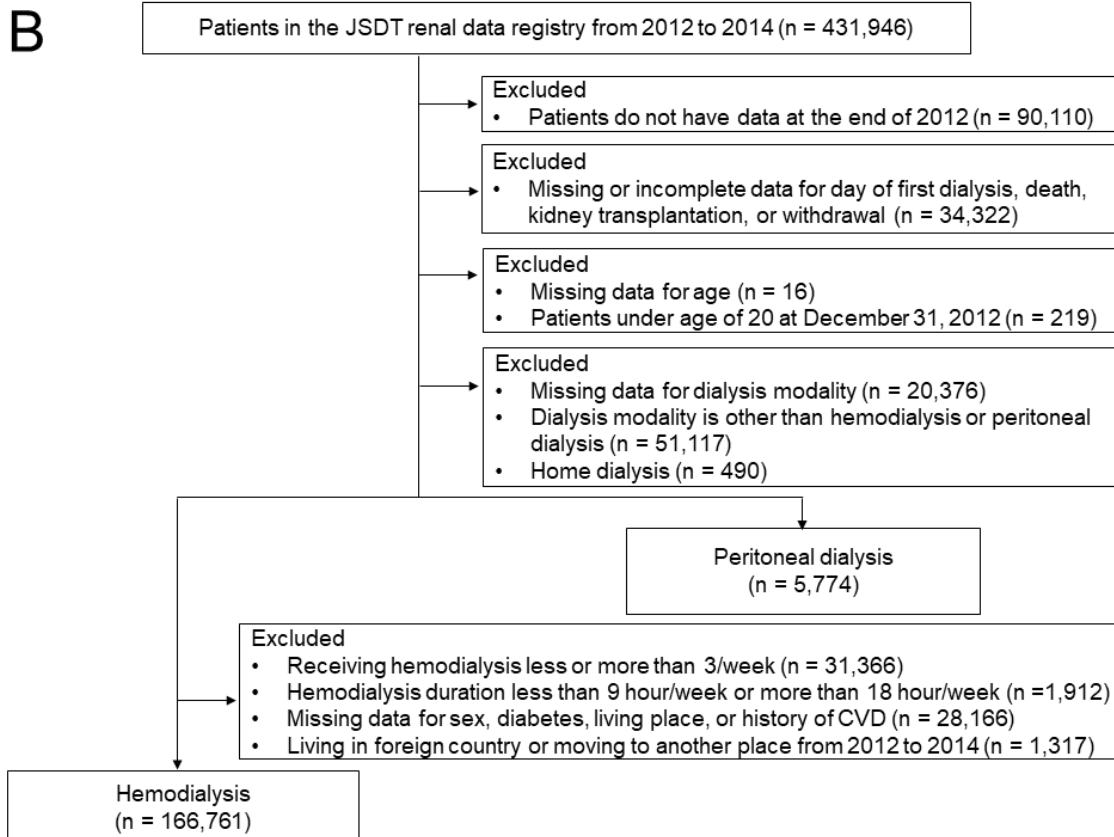 B
Patients in the JSDT renal data registry from 2012 to 2014 (n = 431,946)
Excluded
• Patients do not have data at the end of 2012 (n = 90,110)
Excluded
• Missing or incomplete data for day of first dialysis, death,
kidney transplantation, or withdrawal (n = 34,322)
Excluded
• Missing data for age (n = 16)
• Patients under age of 20 at December 31, 2012 (n = 219)
Excluded
• Missing data for dialysis modality (n = 20,376)
• Dialysis modality is other than hemodialysis or peritoneal
dialysis (n = 51,117)
• Home dialysis (n = 490)
Peritoneal dialysis
(n = 5,774)
Excluded
• Receiving hemodialysis less or more than 3/week (n = 31,366)
• Hemodialysis duration less than 9 hour/week or more than 18 hour/week (n =1,912)
• Missing data for sex, diabetes, living place, or history of CVD (n = 28,166)
• Living in foreign country or moving to another place from 2012 to 2014 (n = 1,317)
Hemodialysis
(n = 166,761)